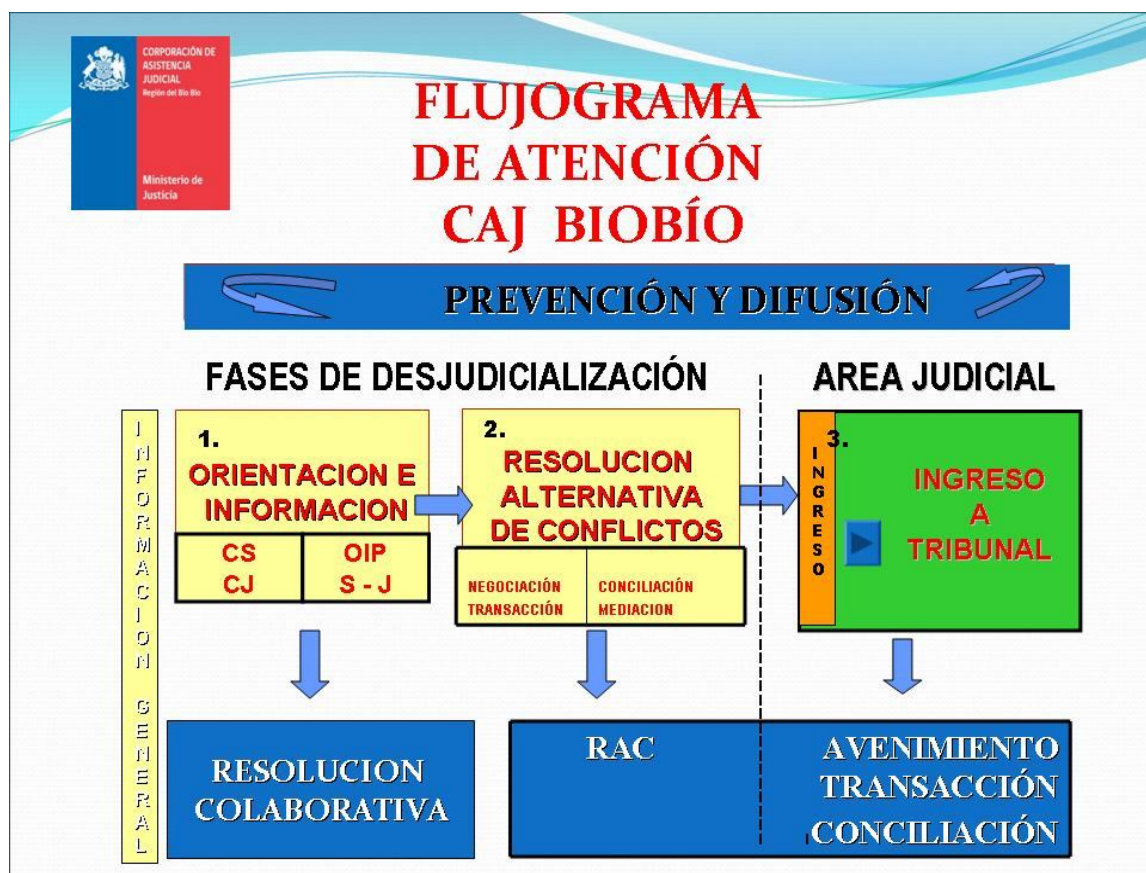 CORPORACIÓN DE
ASISTENCIA
JUDICIAL
Región del Bio Bio
Ministerio de
Justicia
FLUJOGRAMA
DE ATENCIÓN
CAJ BIOBÍO
PREVENCIÓN Y DIFUSIÓN
FASES DE DESJUDICIALIZACIÓN
AREA JUDICIAL
INFORMACION GENERAL
1.
ORIENTACION E
INFORMACION
CS
CJ
OIP
S - J
2.
RESOLUCION
ALTERNATIVA
DE CONFLICTOS
NEGOCIACIÓN
TRANSACCIÓN
CONCILIACIÓN
MEDIACION
INGRESO
3.
INGRESO
A
TRIBUNAL
RESOLUCION
COLABORATIVA
RAC
AVENIMIENTO
TRANSACCIÓN
CONCILIACIÓN